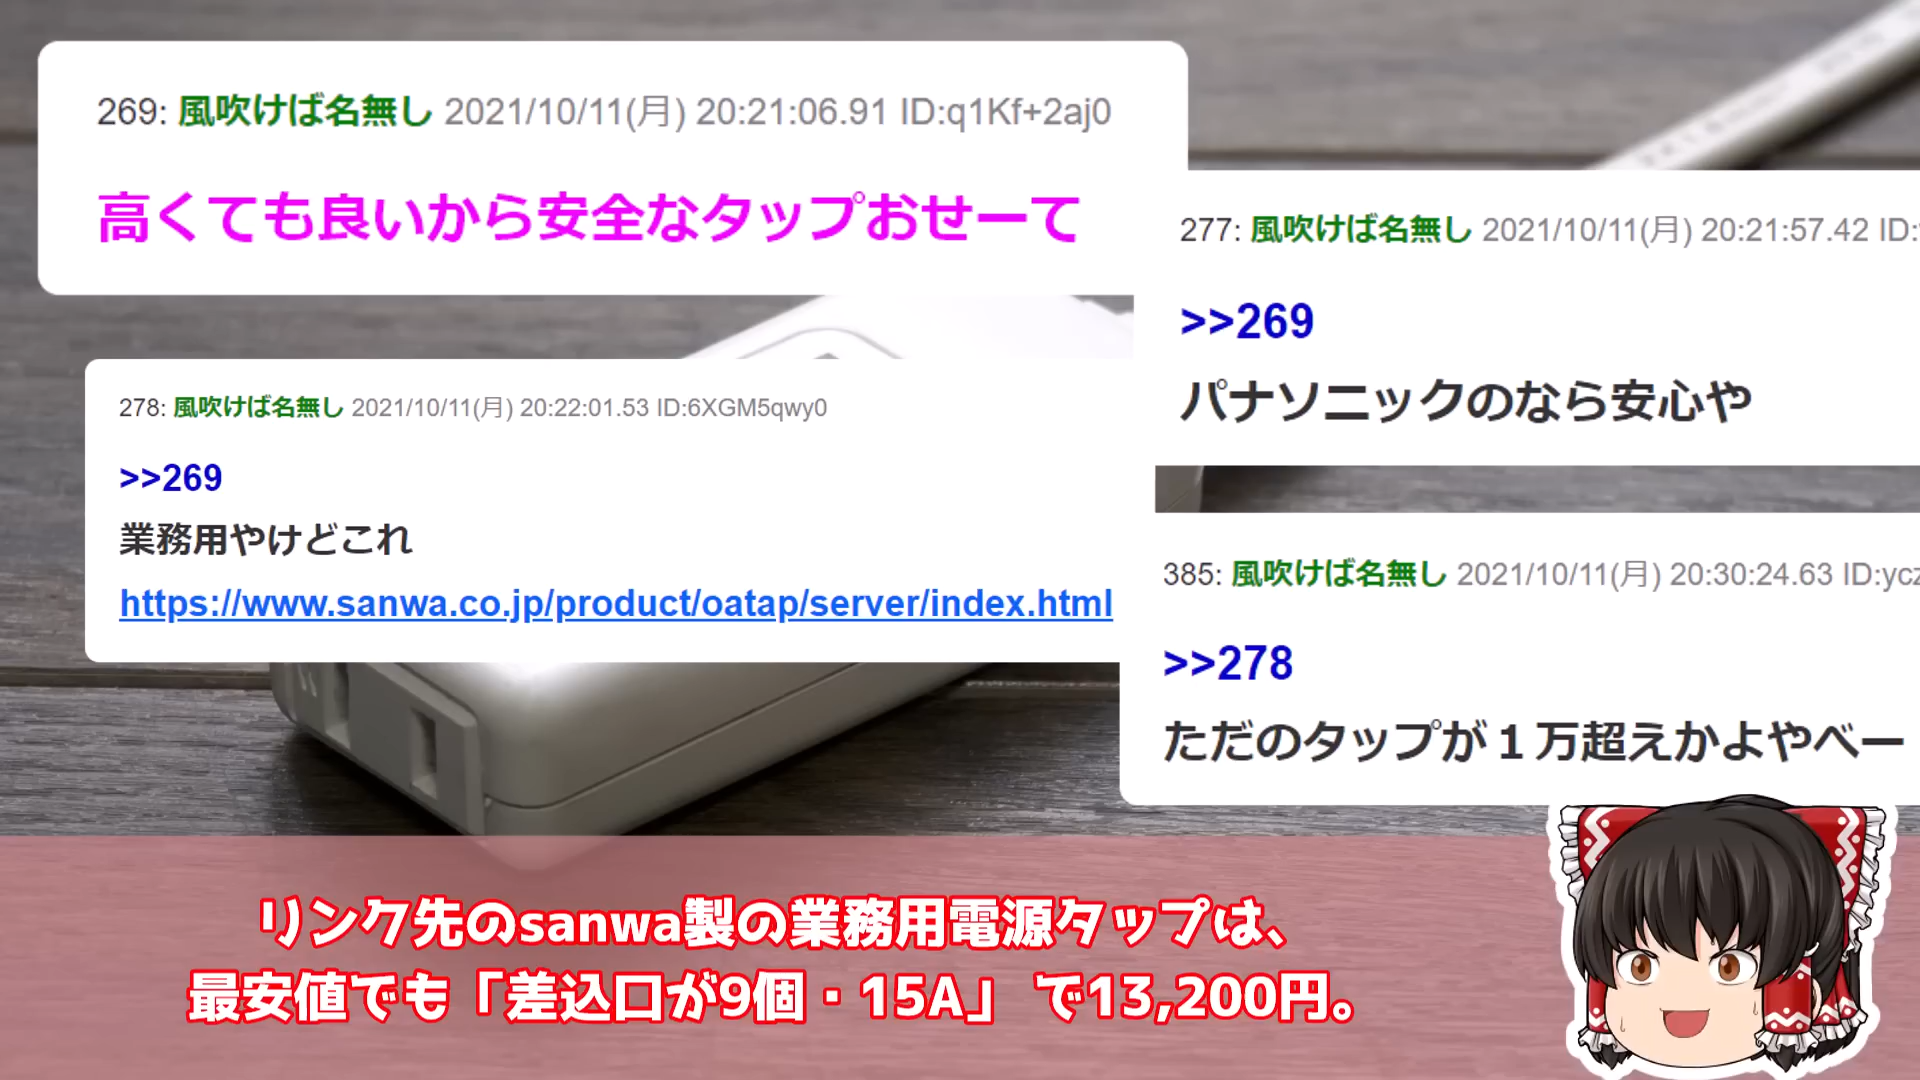 269: 風吹けば名無し 2021/10/11(月) 20:21:06.91 ID:q1Kf+2aj0
高くても良いから安全なタップおせーて
277: 風吹けば名無し 2021/10/11(月) 20:21:57.42 ID:
>>269
パナソニックのなら安心や
278: 風吹けば名無し 2021/10/11(月) 20:22:01.53 ID:6XGM5qwy0
>>269
業務用やけどこれ
https://www.sanwa.co.jp/product/oatap/server/index.html
385: 風吹けば名無し 2021/10/11(月) 20:30:24.63 ID:ycz
>>278
ただのタップが１万超えかよやべー
リンク先のsanwa製の業務用電源タップは、
最安値でも「差込口が9個・15A」 で13,200円。